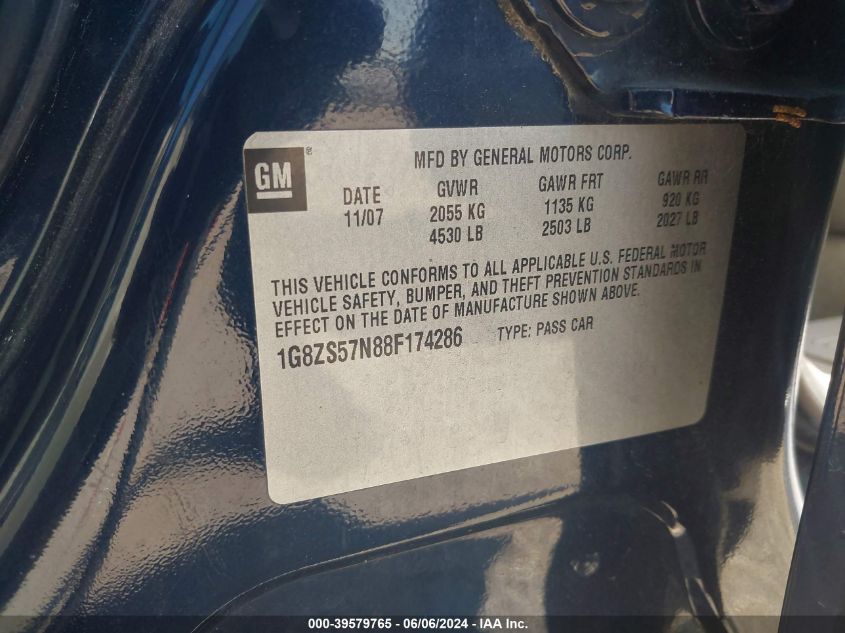 GM®
MFD BY GENERAL MOTORS CORP.
DATE GVWR GAWR FRT GAWR RR
11/07 2055 KG 1135 KG 920 KG
4530 LB 2503 LB 2027 LB
THIS VEHICLE CONFORMS TO ALL APPLICABLE U.S. FEDERAL MOTOR
VEHICLE SAFETY, BUMPER, AND THEFT PREVENTION STANDARDS IN
EFFECT ON THE DATE OF MANUFACTURE SHOWN ABOVE.
1G8ZS57N88F174286 TYPE: PASS CAR
000-39579765 - 06/06/2024 - IAA Inc.